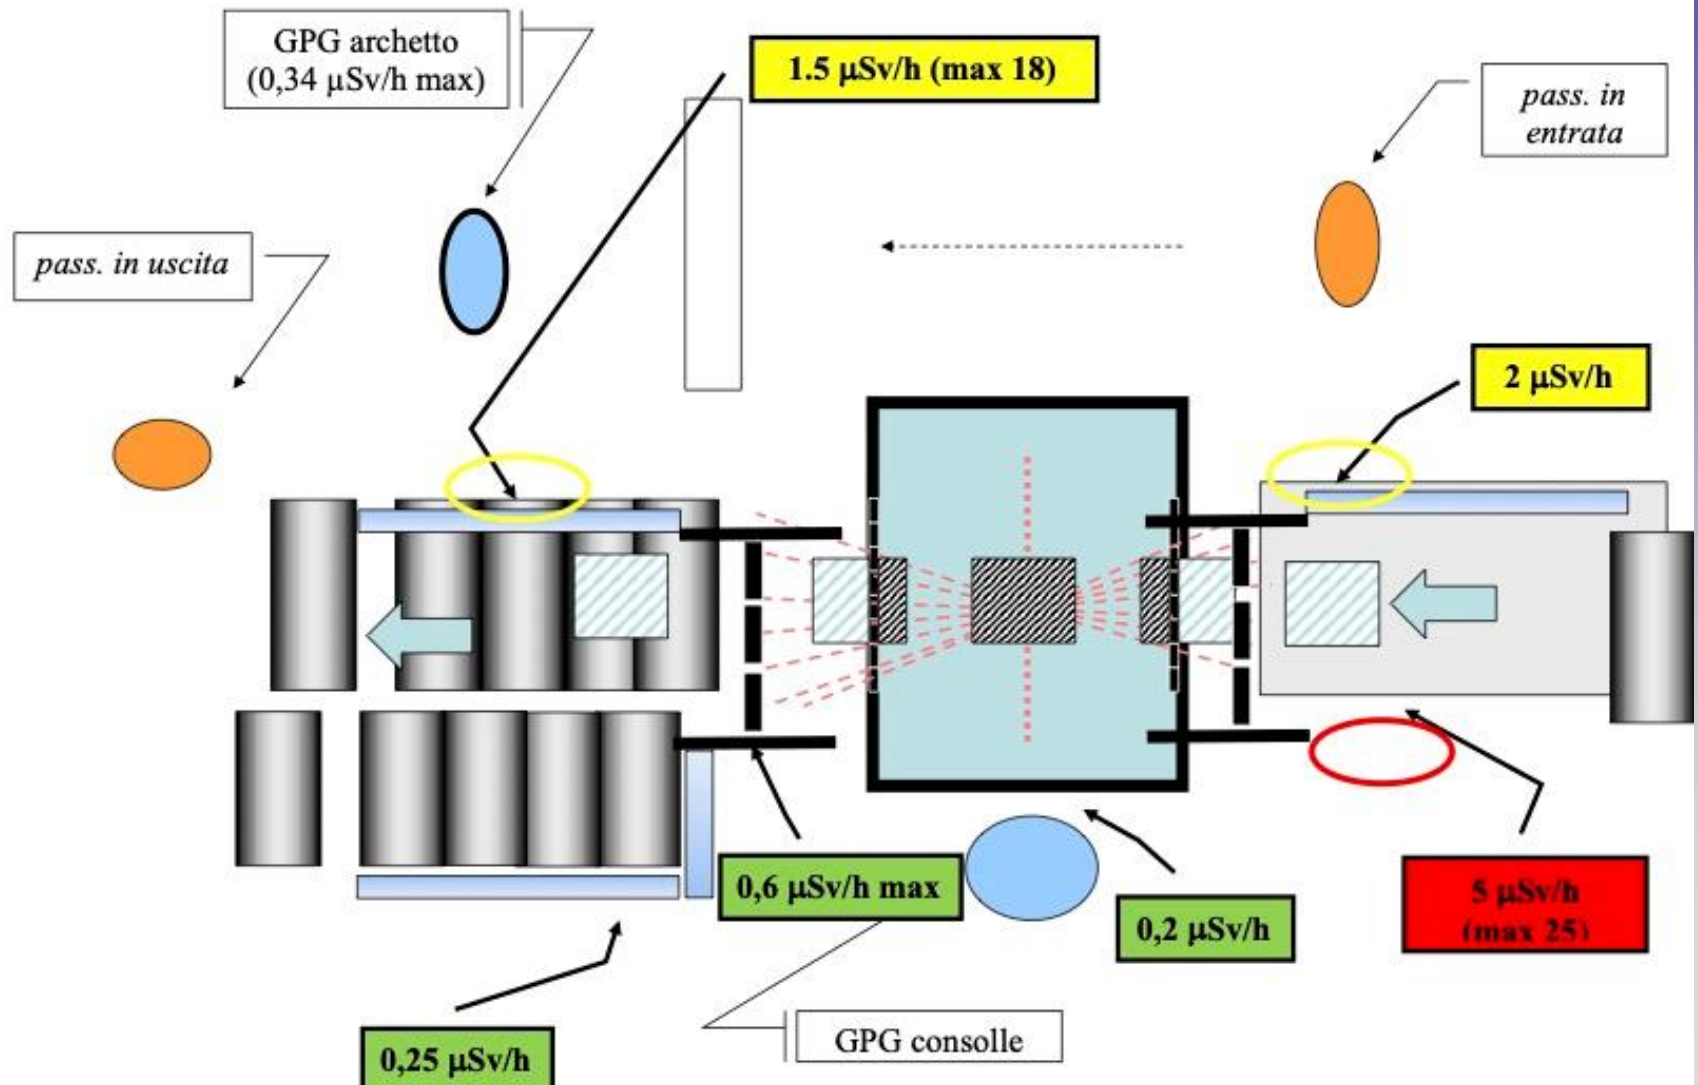 GPG archetto
(0,34 µSv/h max)
1.5 µSv/h (max 18)
pass. in
entrata
pass. in uscita
2 µSv/h
0,6 µSv/h max
0,2 µSv/h
5 µSv/h
(max 25)
GPG consolle
0,25 µSv/h